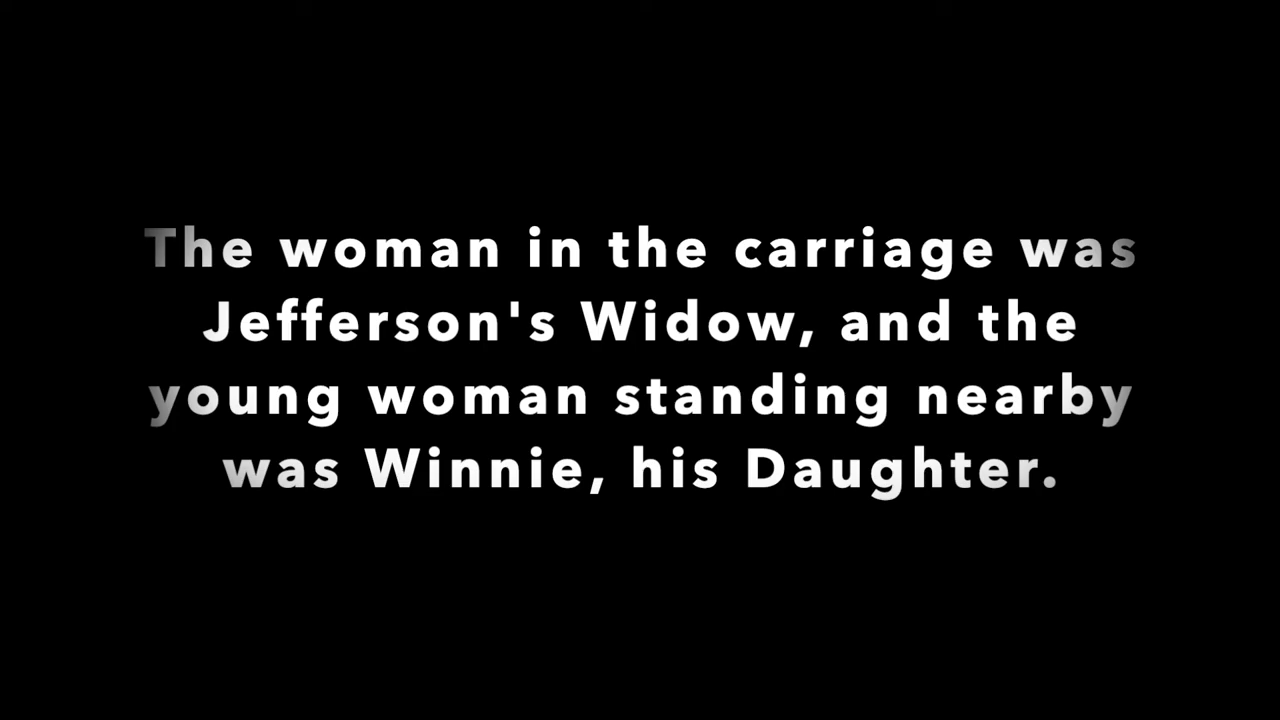 The woman in the carriage was
Jefferson's Widow, and the
young woman standing nearby
was Winnie, his Daughter.